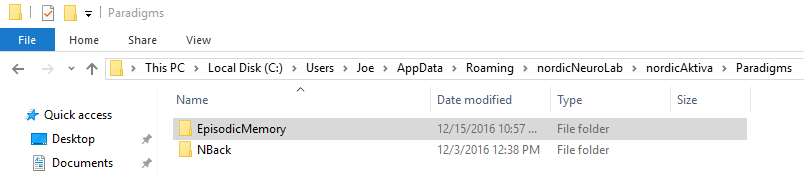 Paradigms
File Home Share View
This PC Local Disk (C:) Users Joe AppData Roaming nordicNeuroLab nordicAktiva Paradigms
Quick access
Desktop
Documents
Name Date modified Type Size
EpisodicMemory 12/15/2016 10:57 ... File folder
NBack 12/3/2016 12:38 PM File folder